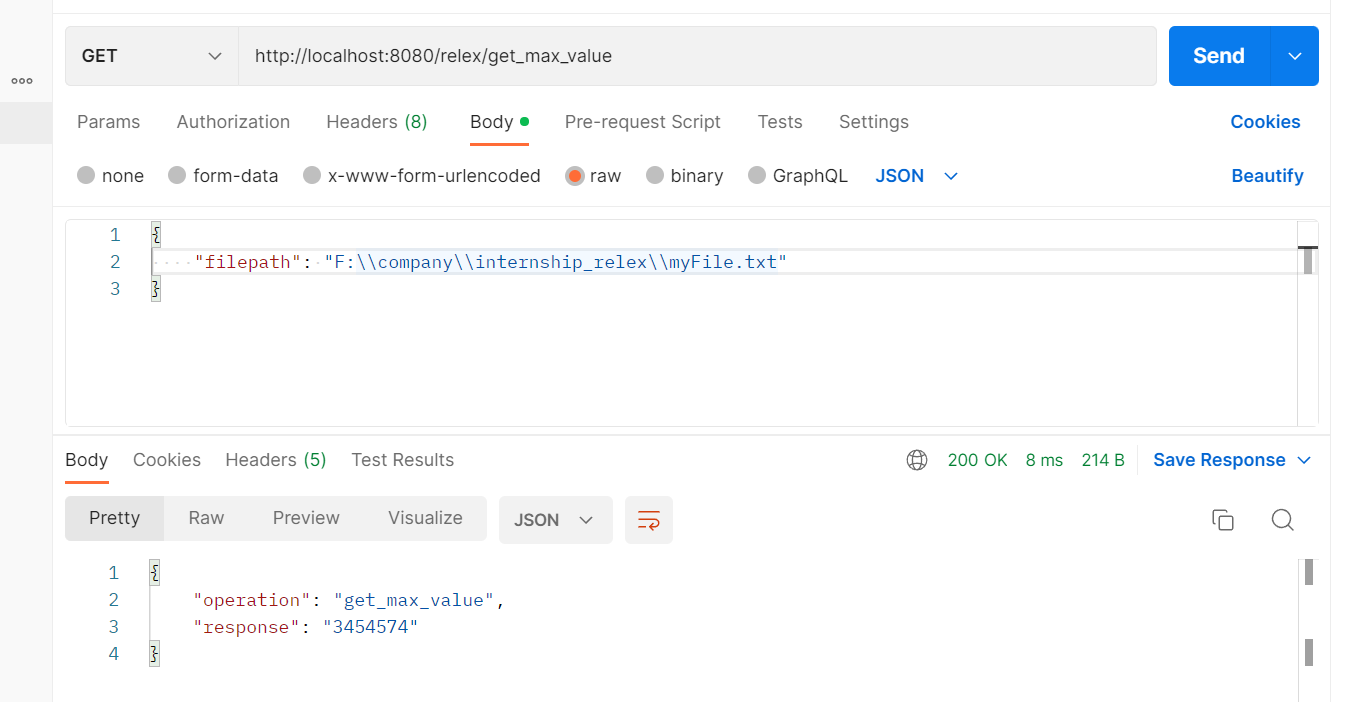 GET http://localhost:8080/relex/get_max_value Send
Params Authorization Headers (8) Body Pre-request Script Tests Settings Cookies
none form-data x-www-form-urlencoded raw binary GraphQL JSON Beautify
1 {
2 "filepath": "F:\\company\\internship_relex\\myFile.txt"
3 }
Body Cookies Headers (5) Test Results 200 OK 8 ms 214 B Save Response
Pretty Raw Preview Visualize JSON
1 {
2 "operation": "get_max_value",
3 "response": "3454574"
4 }